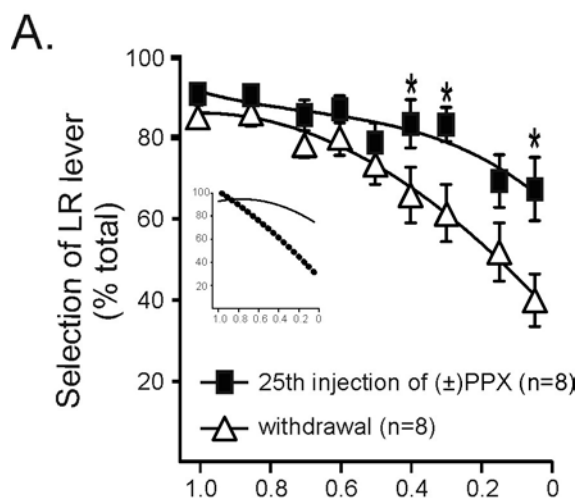 A.
Selection of LR lever
(% total)
100
80
60
40
20
* * *
100
80
60
40
20
1.0 0.8 0.6 0.4 0.2 0
25th injection of (±)PPX (n=8)
withdrawal (n=8)
1.0 0.8 0.6 0.4 0.2 0